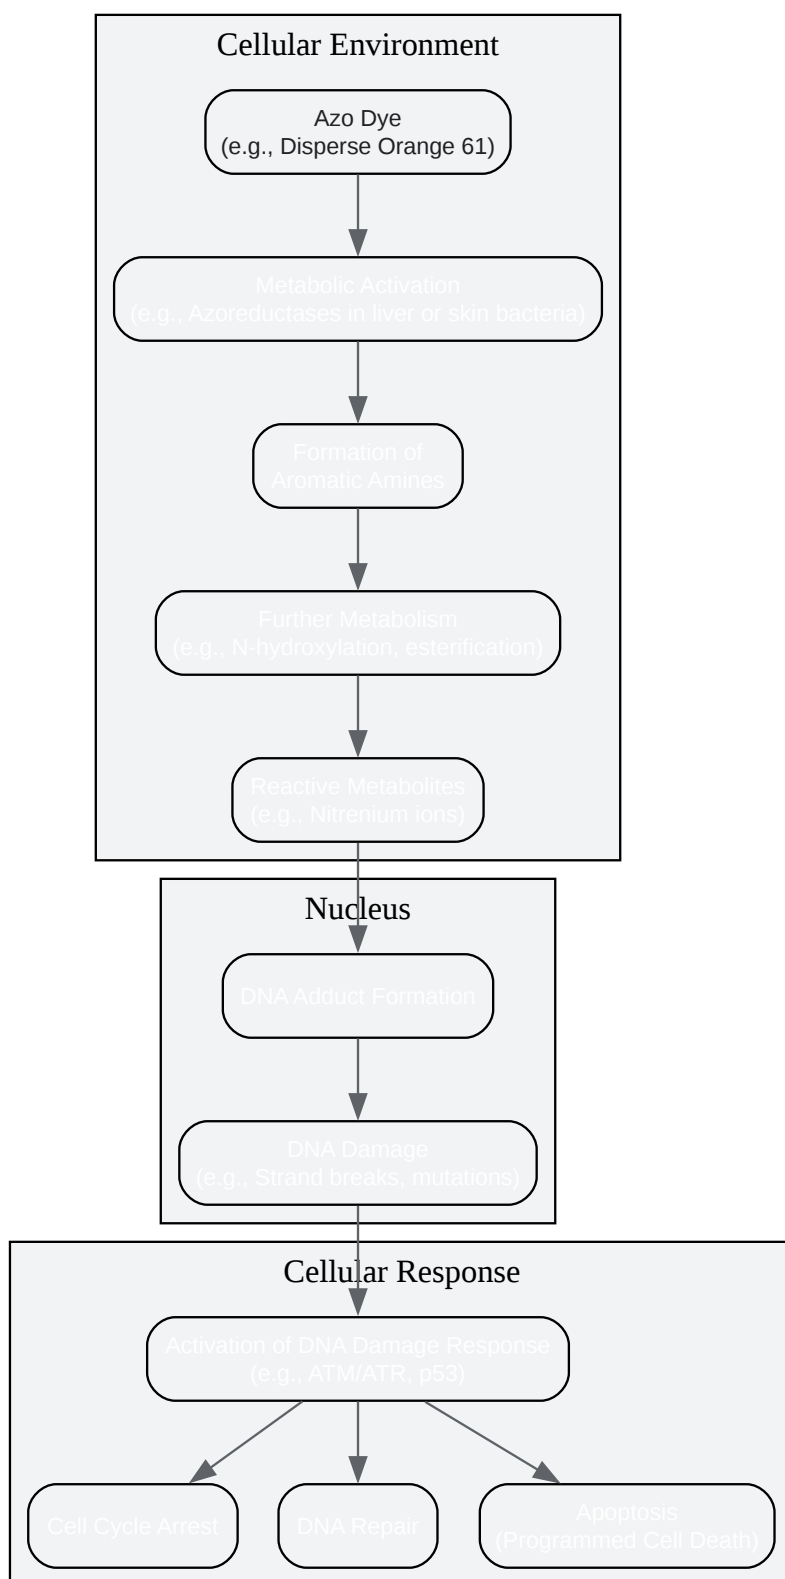 Cellular Environment
Azo Dye
(e.g., Disperse Orange 61)
Metabolic Activation
(e.g., Azoreductases in liver or skin bacteria)
Formation of
Aromatic Amines
Further Metabolism
(e.g., N-hydroxylation, esterification)
Reactive Metabolites
(e.g., Nitrenium ions)
Nucleus
DNA Adduct Formation
DNA Damage
(e.g., Strand breaks, mutations)
Cellular Response
Activation of DNA Damage Response
(e.g., ATM/ATR, p53)
Cell Cycle Arrest
DNA Repair
Apoptosis
(Programmed Cell Death)